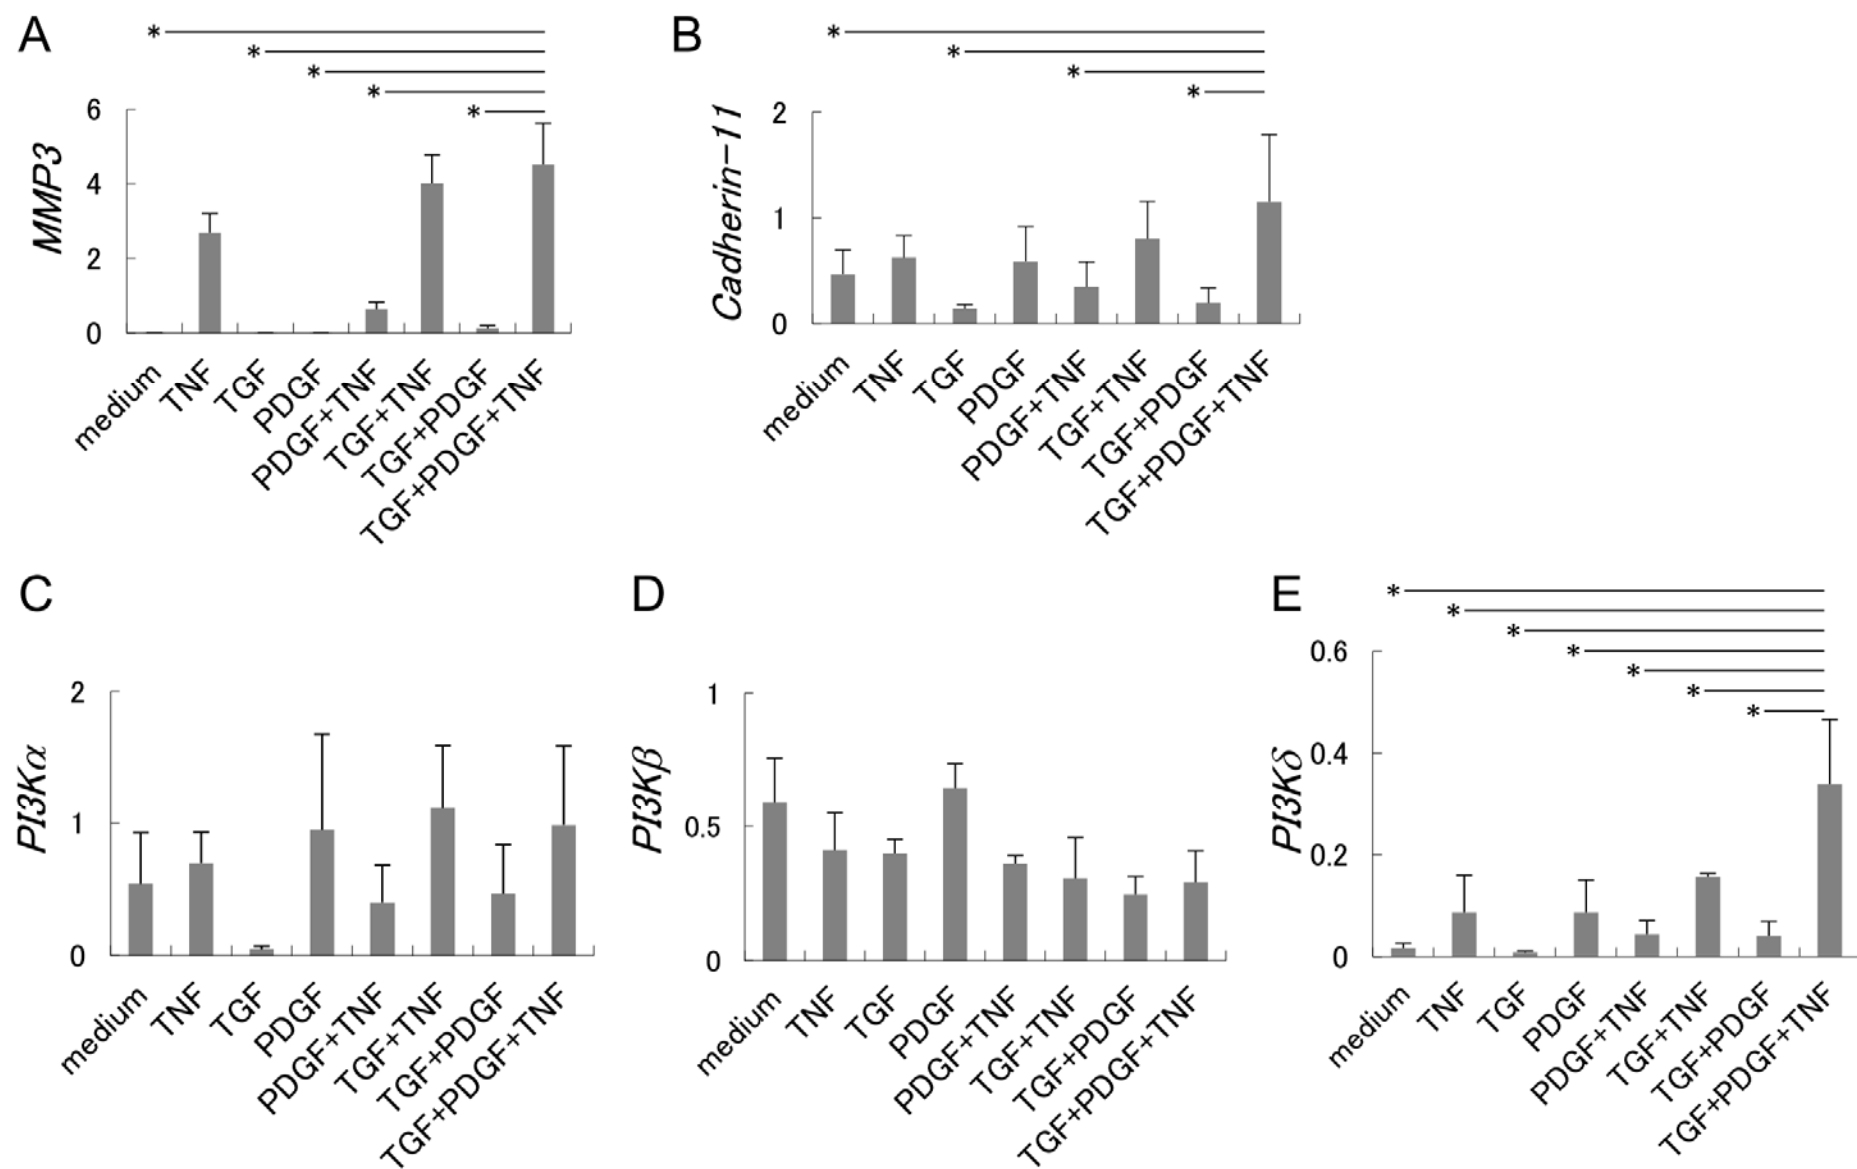 A
B
*
*
*
*
*
*
*
*
*
MMP3
6
4
2
0
Cadherin-11
2
1
0
medium
TNF
TGF
PDGF
PDGF+TNF
TGF+TNF
TGF+PDGF
TGF+PDGF+TNF
medium
TNF
TGF
PDGF
PDGF+TNF
TGF+TNF
TGF+PDGF
TGF+PDGF+TNF
C
D
E
*
*
*
*
*
*
*
PI3Kα
2
1
0
medium
TNF
TGF
PDGF
PDGF+TNF
TGF+TNF
TGF+PDGF
TGF+PDGF+TNF
PI3Kβ
1
0.5
0
medium
TNF
TGF
PDGF
PDGF+TNF
TGF+TNF
TGF+PDGF
TGF+PDGF+TNF
PI3Kδ
0.6
0.4
0.2
0
medium
TNF
TGF
PDGF
PDGF+TNF
TGF+TNF
TGF+PDGF
TGF+PDGF+TNF